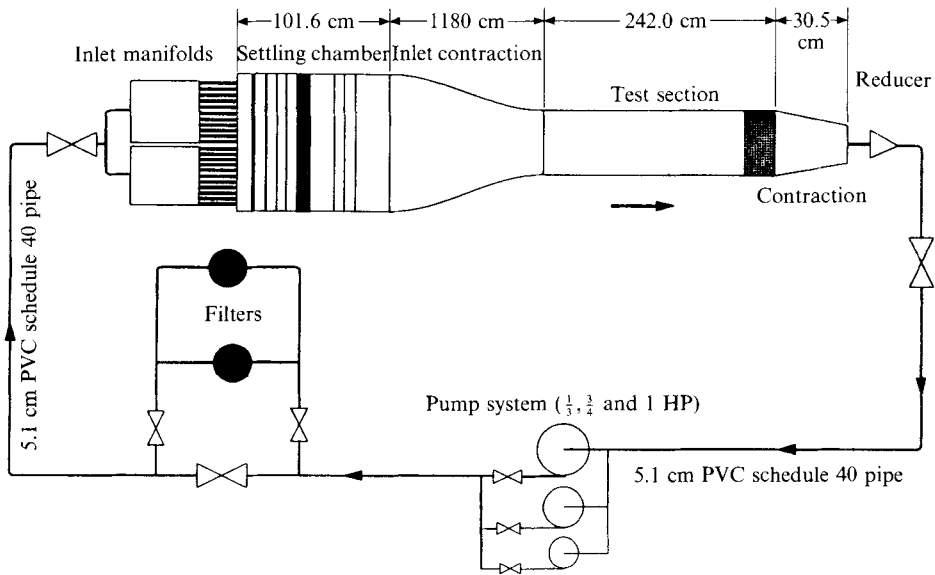 101.6 cm
1180 cm
242.0 cm
30.5
cm
Inlet manifolds
Settling chamber
Inlet contraction
Test section
Reducer
Contraction
5.1 cm PVC schedule 40 pipe
Filters
Pump system (1/3, 3/4 and 1 HP)
5.1 cm PVC schedule 40 pipe